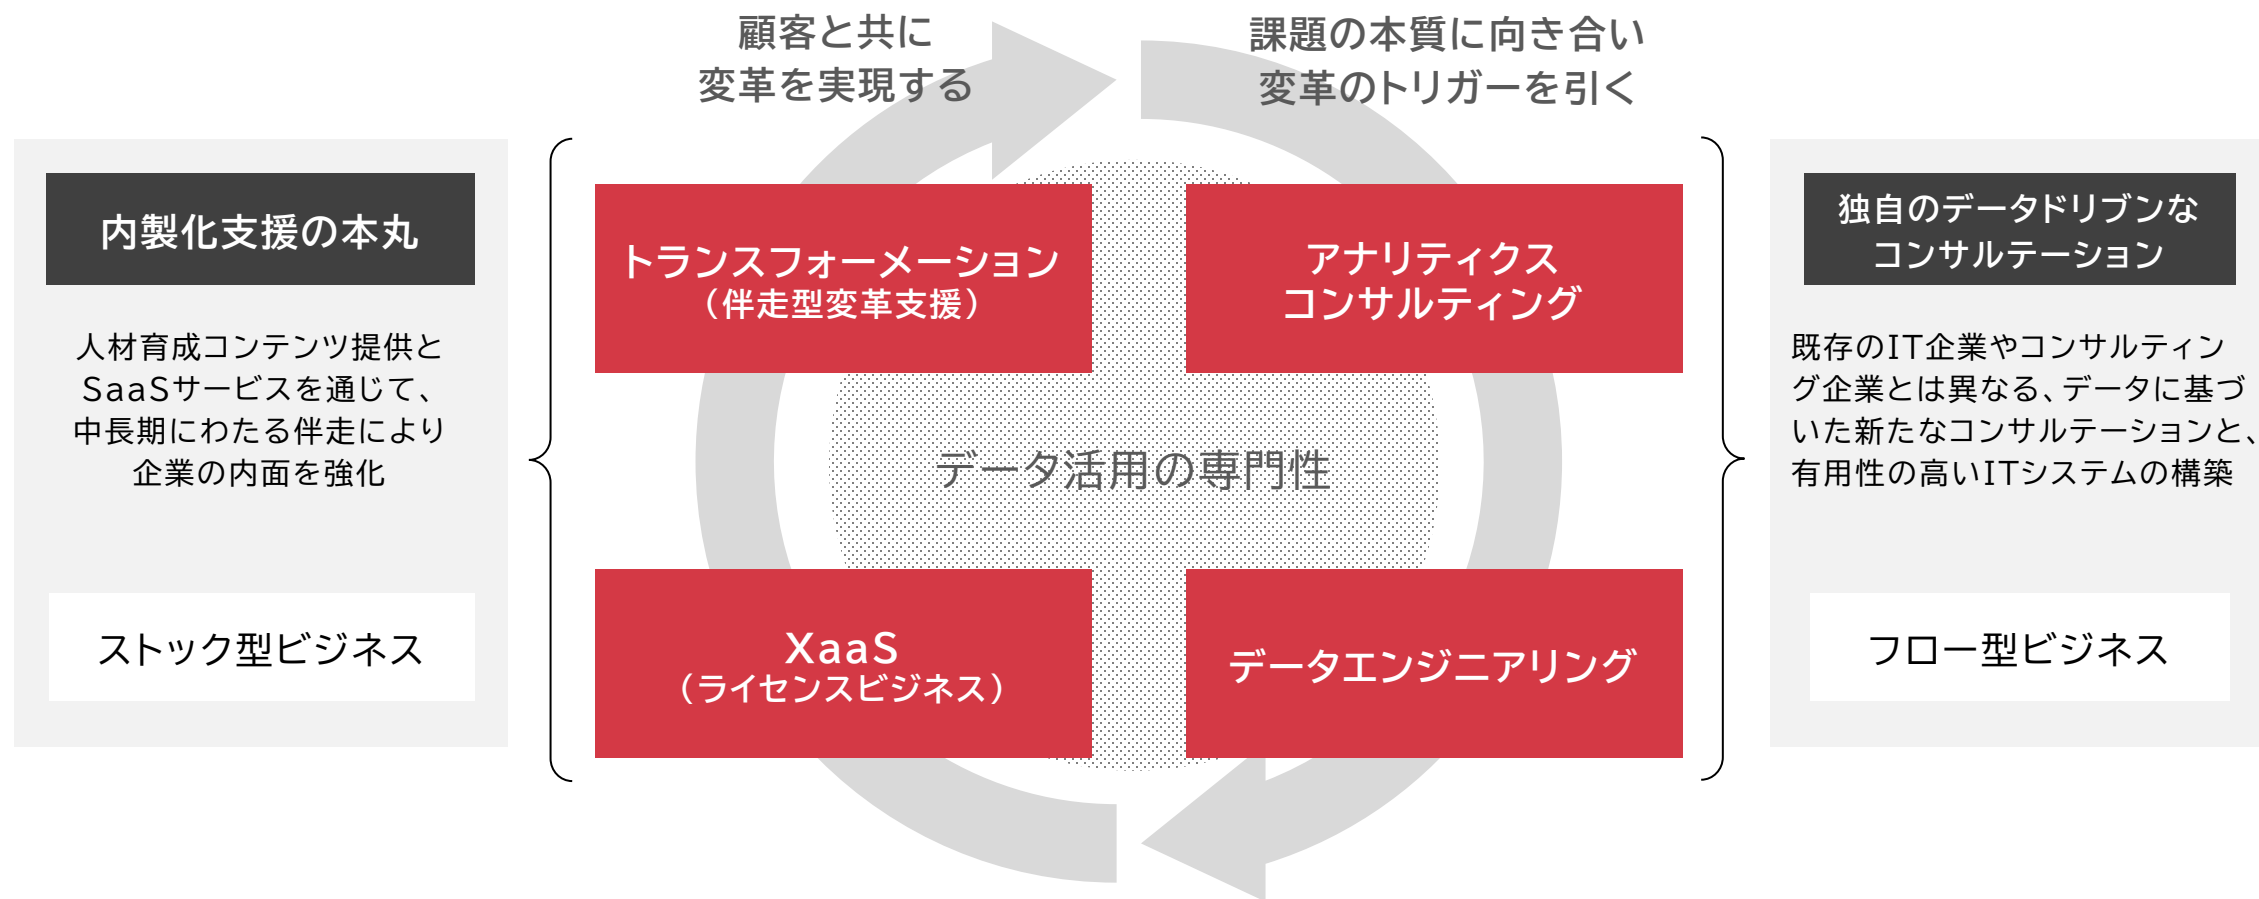 顧客と共に
変革を実現する
課題の本質に向き合い
変革のトリガーを引く
内製化支援の本丸
人材育成コンテンツ提供と
SaaSサービスを通じて、
中長期にわたる伴走により
企業の内面を強化
ストック型ビジネス
トランスフォーメーション
（伴走型変革支援）
アナリティクス
コンサルティング
データ活用の専門性
XaaS
（ライセンスビジネス）
データエンジニアリング
独自のデータドリブンな
コンサルテーション
既存のIT企業やコンサルティン
グ企業とは異なる、データに基づ
いた新たなコンサルテーションと、
有用性の高いITシステムの構築
フロー型ビジネス